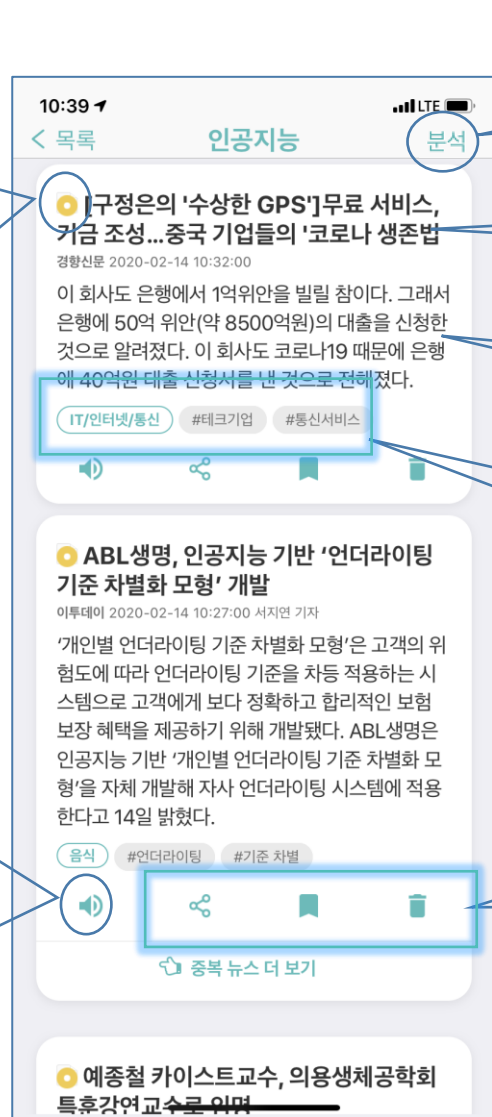 10:39
LTE
목록
인공지능
분석
[구정은의 '수상한 GPS']무료 서비스,
기금 조성...중국 기업들의 '코로나 생존법
경향신문 2020-02-14 10:32:00
이 회사도 은행에서 1억위안을 빌릴 참이다. 그래서
은행에 50억 위안(약 8500억원)의 대출을 신청한
것으로 알려졌다. 이 회사도 코로나19 때문에 은행
에 40억원 대출 신청서를 낸 것으로 전해졌다.
IT/인터넷/통신 #테크기업 #통신서비스
ABL생명, 인공지능 기반 ‘언더라이팅
기준 차별화 모형’ 개발
이투데이 2020-02-14 10:27:00 서지연 기자
‘개인별 언더라이팅 기준 차별화 모형’은 고객의 위
험도에 따라 언더라이팅 기준을 차등 적용하는 시
스템으로 고객에게 보다 정확하고 합리적인 보험
보장 혜택을 제공하기 위해 개발됐다. ABL생명은
인공지능 기반 ‘개인별 언더라이팅 기준 차별화 모
형’을 자체 개발해 자사 언더라이팅 시스템에 적용
한다고 14일 밝혔다.
음식 #언더라이팅 #기준 차별
중복 뉴스 더 보기
예종철 카이스트교수, 의용생체공학회
특훈강연교수로 임명